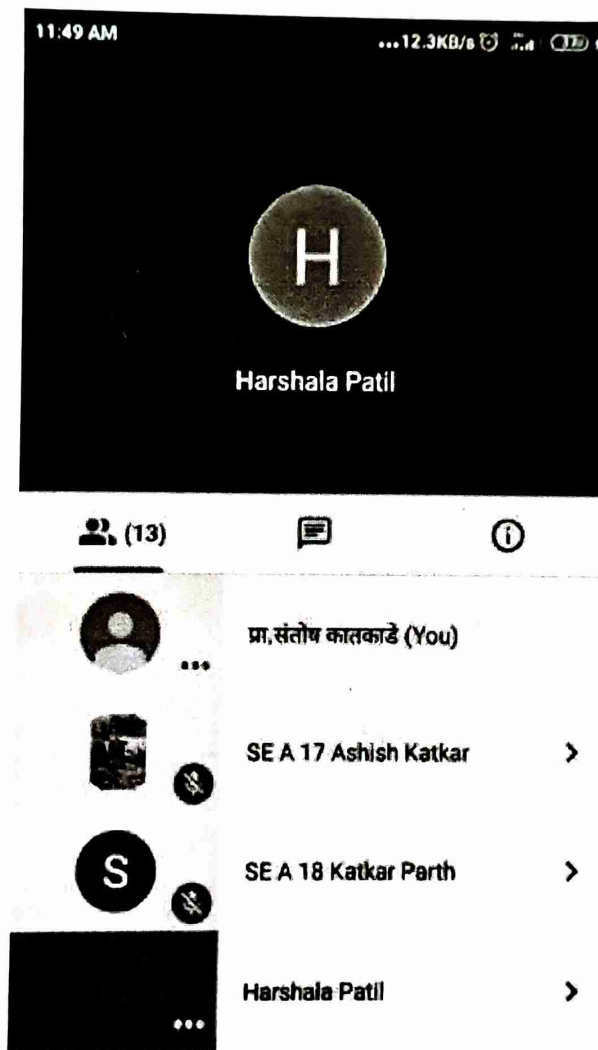 11:49 AM
...12.3KB/s
H
Harshala Patil
(13)
प्रा,संतोष कातकाडे (You)
SE A 17 Ashish Katkar
S
SE A 18 Katkar Parth
Harshala Patil